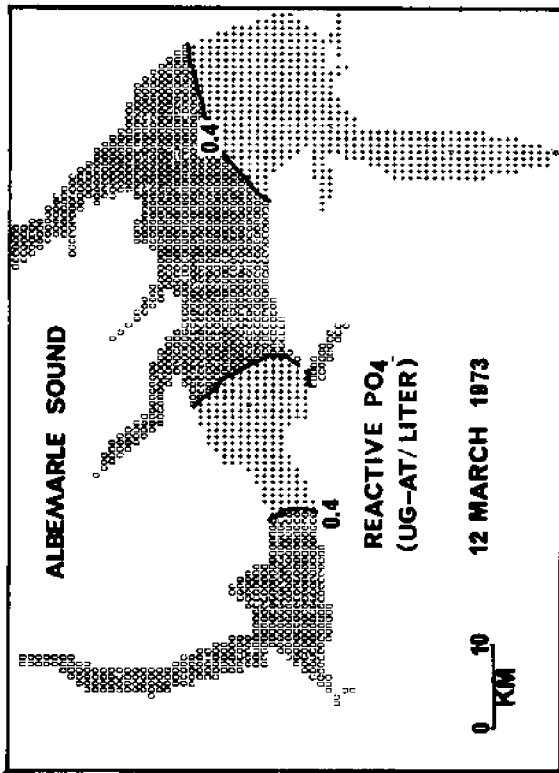 ALBEMARLE SOUND
0.4
0.4
REACTIVE PO4
(UG-AT/LITER)
12 MARCH 1973
0 10
KM